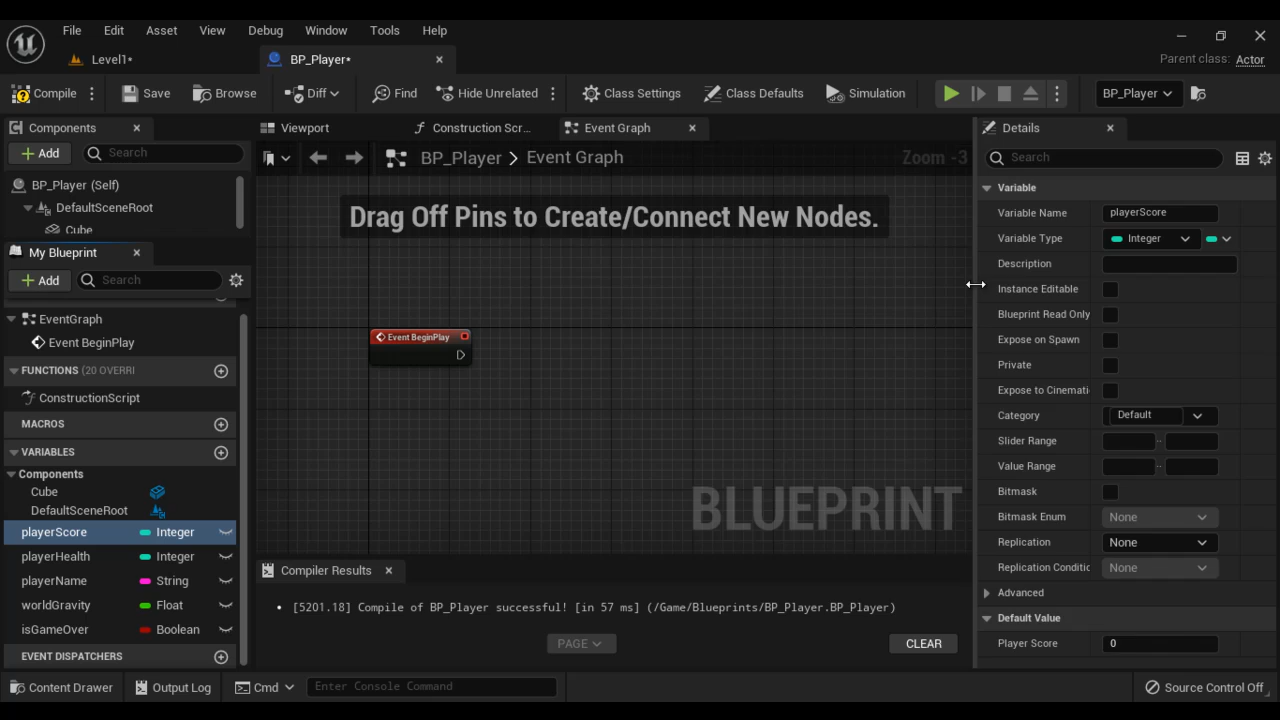 File Edit Asset View Window Debug Tools Help
Level1* BP_Player* Parent class: Actor
Compile Save Browse Diff Find Hide Unrelated Class Settings Class Defaults Simulation BP_Player
Components Viewport Construction Scr... Event Graph Details
Add Search BP_Player > Event Graph Zoom -3 Search
BP_Player (Self) Variable
DefaultSceneRoot Drag Off Pins to Create/Connect New Nodes. Variable Name playerScore
Cube
Variable Type Integer
My Blueprint
Description
Add Search
Instance Editable
Blueprint Read Only
EventGraph
Event BeginPlay Event BeginPlay
Expose on Spawn
Private
FUNCTIONS (20 OVERRI
Expose to Cinemati
ConstructionScript
Category Default
MACROS
Slider Range
VARIABLES
Value Range
Components
Cube
Bitmask
DefaultSceneRoot
BLUEPRINT
Bitmask Enum None
playerScore Integer
Replication None
playerHealth Integer
Replication Conditic None
Compiler Results
playerName String
Advanced
worldGravity Float
[5201.18] Compile of BP_Player successful! [in 57 ms] (/Game/Blueprints/BP_Player.BP_Player)
Default Value
isGameOver Boolean
PAGE CLEAR
Player Score 0
EVENT DISPATCHERS
Content Drawer Output Log Cmd Enter Console Command Source Control Off